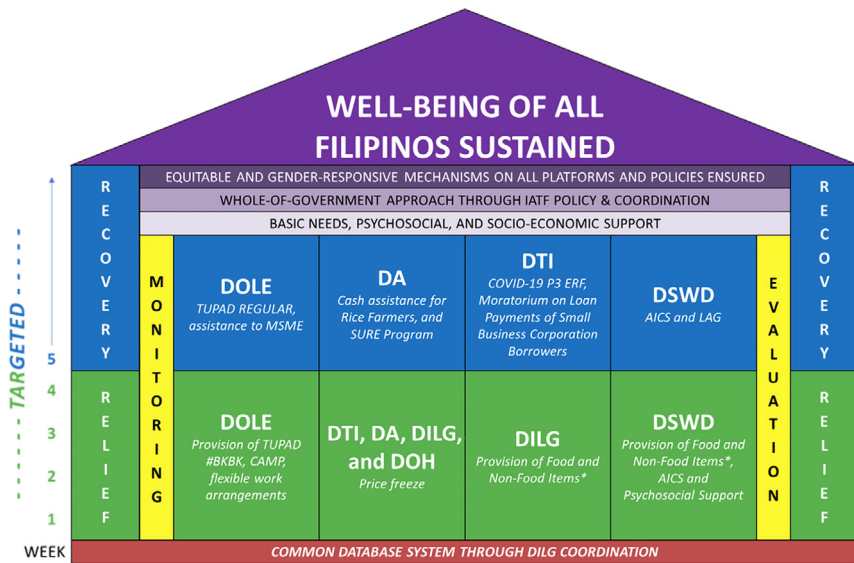 WELL-BEING OF ALL
FILIPINOS SUSTAINED
EQUITABLE AND GENDER-RESPONSIVE MECHANISMS ON ALL PLATFORMS AND POLICIES ENSURED
WHOLE-OF-GOVERNMENT APPROACH THROUGH IATF POLICY & COORDINATION
BASIC NEEDS, PSYCHOSOCIAL, AND SOCIO-ECONOMIC SUPPORT
TARGETED
RECOVERY
MONITORING
DOLE
TUPAD REGULAR,
assistance to MSME
DA
Cash assistance for
Rice Farmers, and
SURE Program
DTI
COVID-19 P3 ERF,
Moratorium on Loan
Payments of Small
Business Corporation
Borrowers
DSWD
AICS and LAG
EVALUATION
RECOVERY
5
4
3
2
1
RELIEF
DOLE
Provision of TUPAD
#BKBK, CAMP,
flexible work
arrangements
DTI, DA, DILG,
and DOH
Price freeze
DILG
Provision of Food and
Non-Food Items*
DSWD
Provision of Food and
Non-Food Items*,
AICS and
Psychosocial Support
RELIEF
WEEK
COMMON DATABASE SYSTEM THROUGH DILG COORDINATION